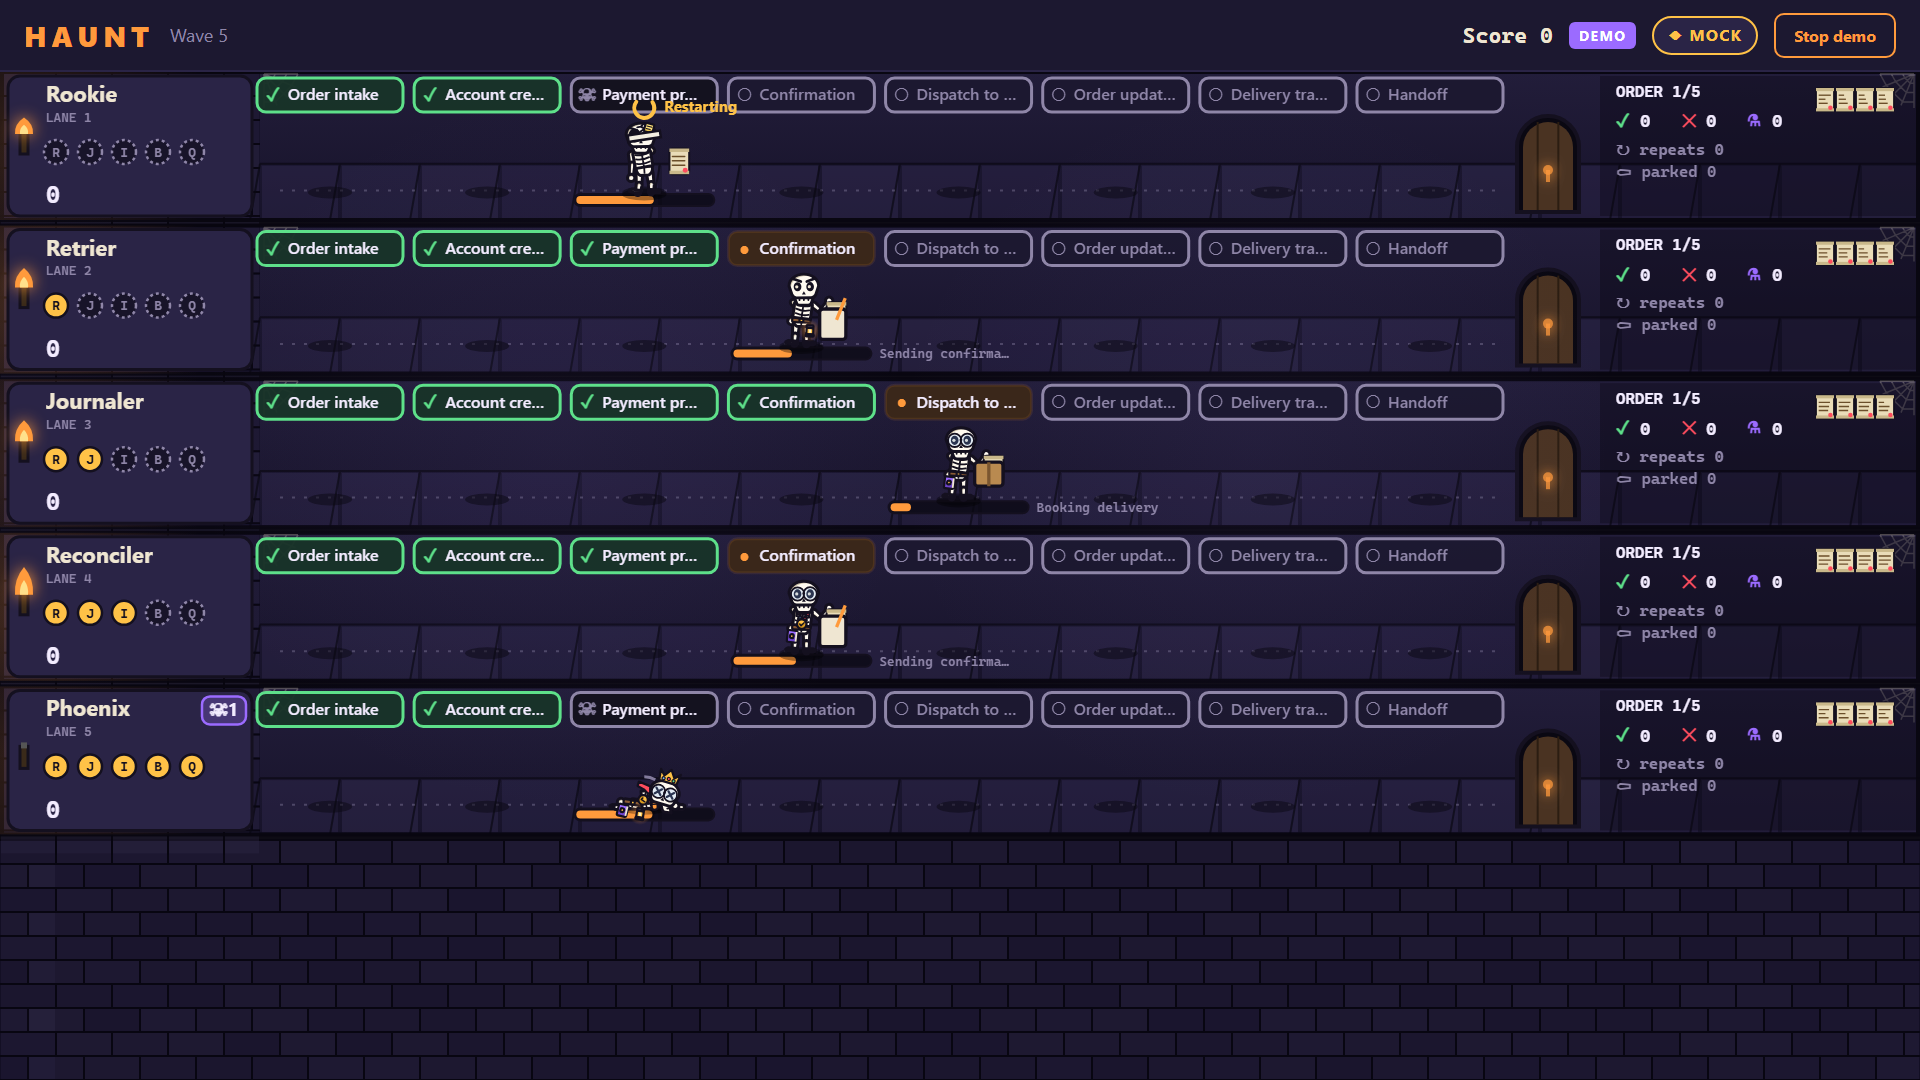 HAUNT Wave 5 Score 0 DEMO MOCK Stop demo
Rookie
LANE 1
R J I B Q
0
Order intake Account cre... Payment pr... Confirmation Dispatch to ... Order updat... Delivery tra... Handoff
Restarting
ORDER 1/5
0 0 0
repeats 0
parked 0
Retrier
LANE 2
R J I B Q
0
Order intake Account cre... Payment pr... Confirmation Dispatch to ... Order updat... Delivery tra... Handoff
Sending confirma...
ORDER 1/5
0 0 0
repeats 0
parked 0
Journaler
LANE 3
R J I B Q
0
Order intake Account cre... Payment pr... Confirmation Dispatch to ... Order updat... Delivery tra... Handoff
Booking delivery
ORDER 1/5
0 0 0
repeats 0
parked 0
Reconciler
LANE 4
R J I B Q
0
Order intake Account cre... Payment pr... Confirmation Dispatch to ... Order updat... Delivery tra... Handoff
Sending confirma...
ORDER 1/5
0 0 0
repeats 0
parked 0
Phoenix 1
LANE 5
R J I B Q
0
Order intake Account cre... Payment pr... Confirmation Dispatch to ... Order updat... Delivery tra... Handoff
ORDER 1/5
0 0 0
repeats 0
parked 0